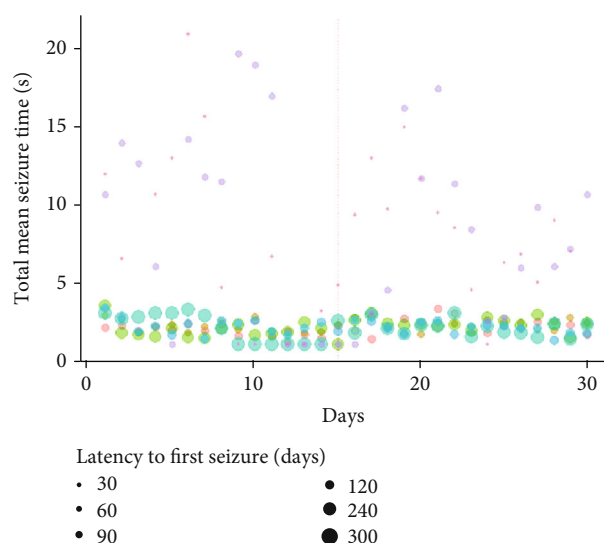 20
15
10
5
0
Total mean seizure time (s)
0 10 20 30
Days
Latency to first seizure (days)
30 120
60 240
90 300